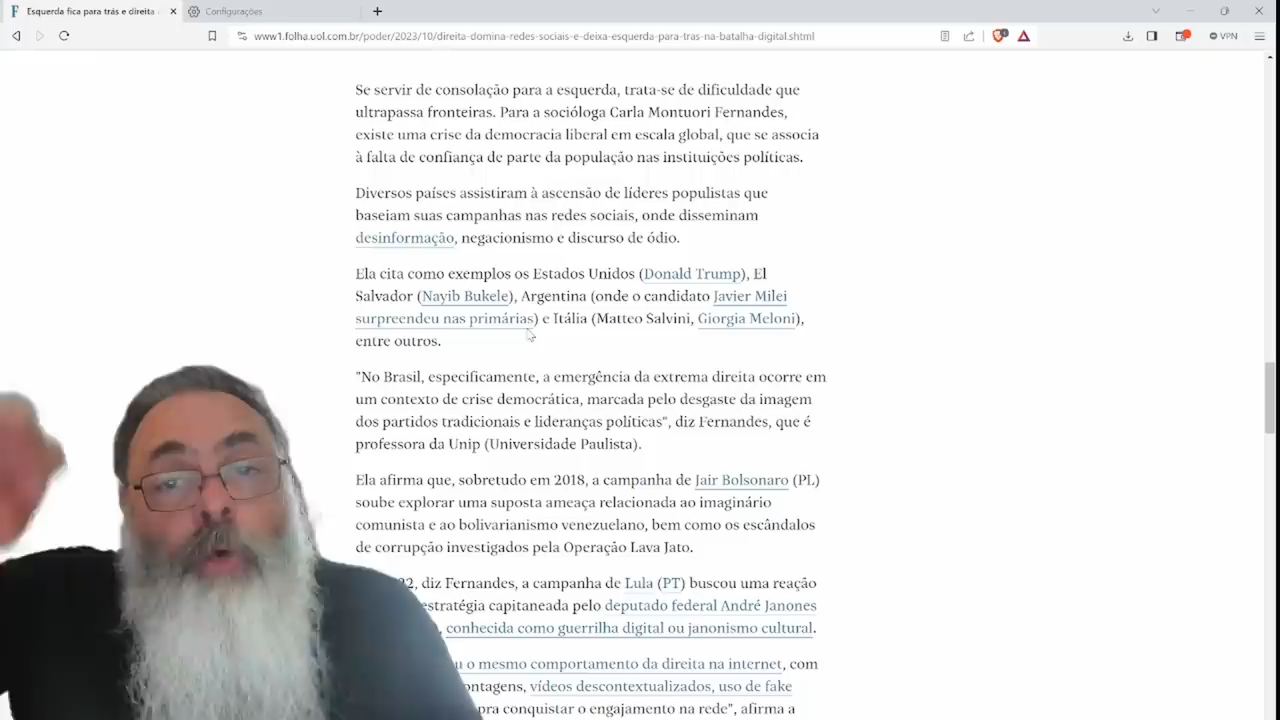 Esquerda fica para trás e direita
Configurações
www1.folha.uol.com.br/poder/2023/10/direita-domina-redes-sociais-e-deixa-esquerda-para-tras-na-batalha-digital.shtml
VPN
Se servir de consolação para a esquerda, trata-se de dificuldade que
ultrapassa fronteiras. Para a socióloga Carla Montuori Fernandes,
existe uma crise da democracia liberal em escala global, que se associa
à falta de confiança de parte da população nas instituições políticas.
Diversos países assistiram à ascensão de líderes populistas que
baseiam suas campanhas nas redes sociais, onde disseminam
desinformação, negacionismo e discurso de ódio.
Ela cita como exemplos os Estados Unidos (Donald Trump), El
Salvador (Nayib Bukele), Argentina (onde o candidato Javier Milei
surpreendeu nas primárias) e Itália (Matteo Salvini, Giorgia Meloni),
entre outros.
"No Brasil, especificamente, a emergência da extrema direita ocorre em
um contexto de crise democrática, marcada pelo desgaste da imagem
dos partidos tradicionais e lideranças políticas", diz Fernandes, que é
professora da Unip (Universidade Paulista).
Ela afirma que, sobretudo em 2018, a campanha de Jair Bolsonaro (PL)
soube explorar uma suposta ameaça relacionada ao imaginário
comunista e ao bolivarianismo venezuelano, bem como os escândalos
de corrupção investigados pela Operação Lava Jato.
22, diz Fernandes, a campanha de Lula (PT) buscou uma reação
estratégia capitaneada pelo deputado federal André Janones
, conhecida como guerrilha digital ou janonismo cultural.
u o mesmo comportamento da direita na internet, com
ontagens, vídeos descontextualizados, uso de fake
pra conquistar o engajamento na rede", afirma a